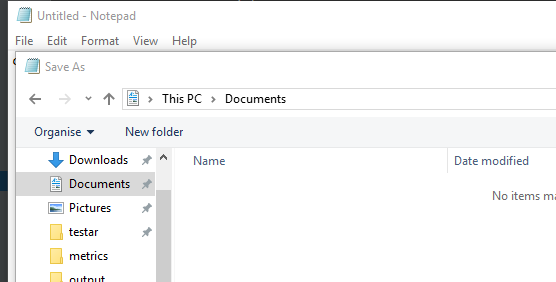 Untitled - Notepad
File Edit Format View Help
Save As
This PC > Documents
Organise New folder
Downloads
Documents
Pictures
testar
metrics
output
Name Date modified
No items ma